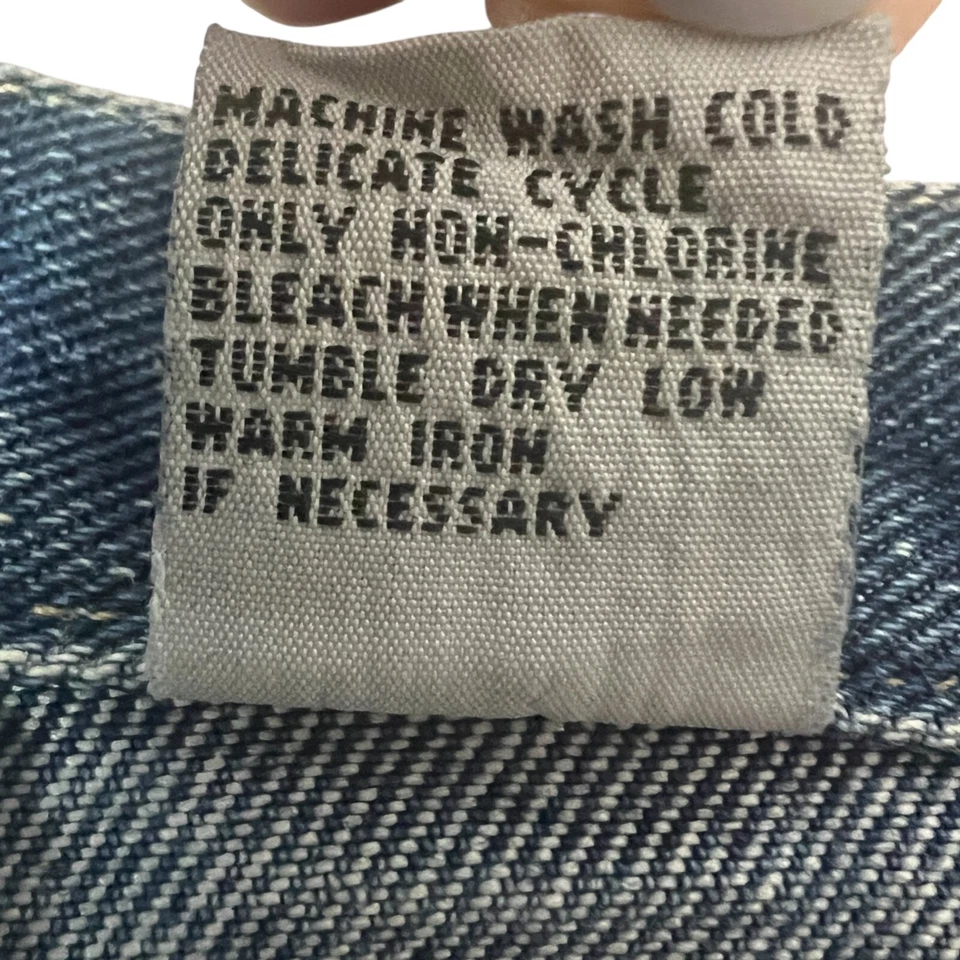 MACHINE WASH COLD
DELICATE CYCLE
ONLY NON-CHLORINE
BLEACH WHEN NEEDED
TUMBLE DRY LOW
WARM IRON
IF NECESSARY